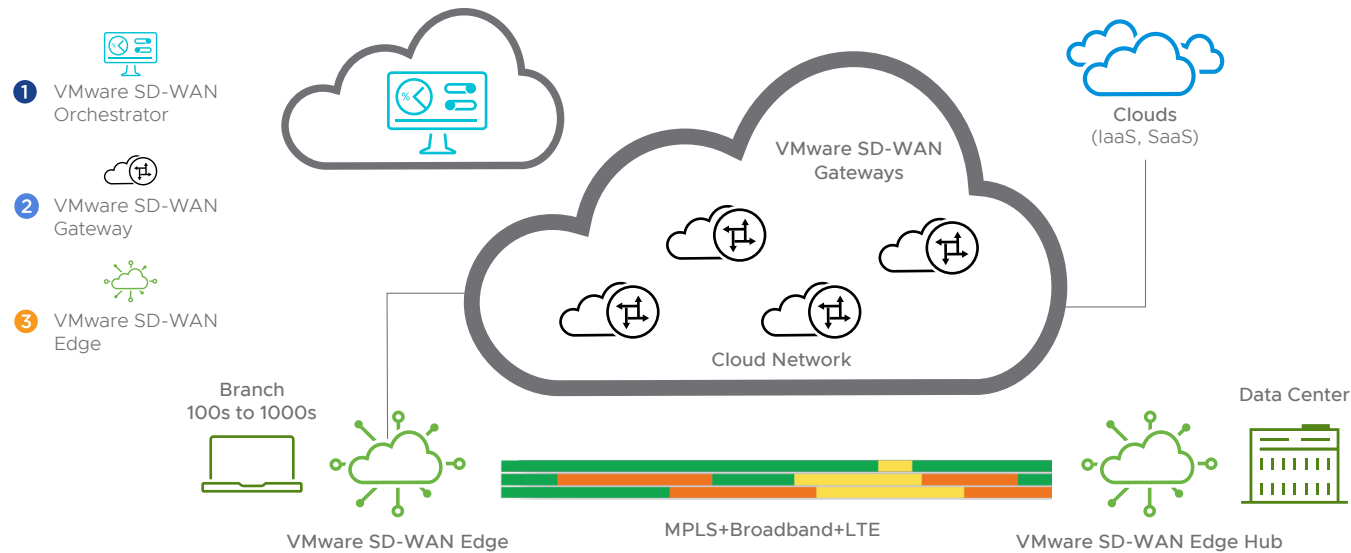 1 VMware SD-WAN
Orchestrator
2 VMware SD-WAN
Gateway
3 VMware SD-WAN
Edge
%
VMware SD-WAN
Gateways
Cloud Network
Clouds
(IaaS, SaaS)
Branch
100s to 1000s
VMware SD-WAN Edge
MPLS+Broadband+LTE
Data Center
VMware SD-WAN Edge Hub